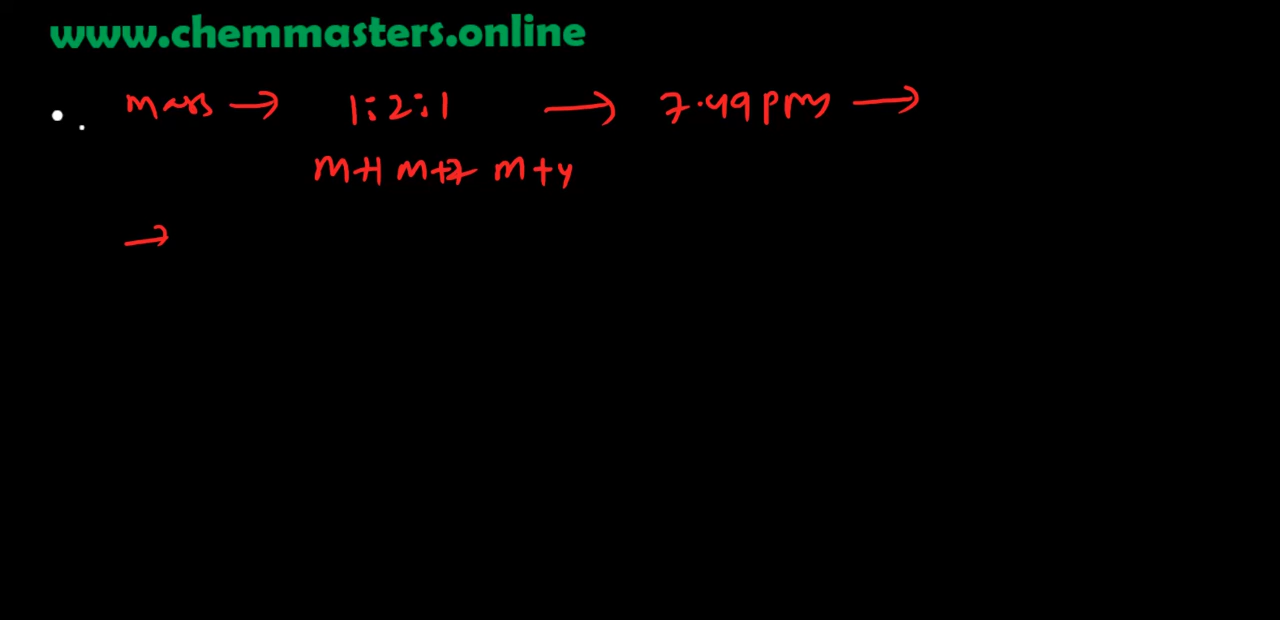 www.chemmasters.online
mass → 1:2:1 → 7.49 ppm →
m+1 m+2 m+4
→